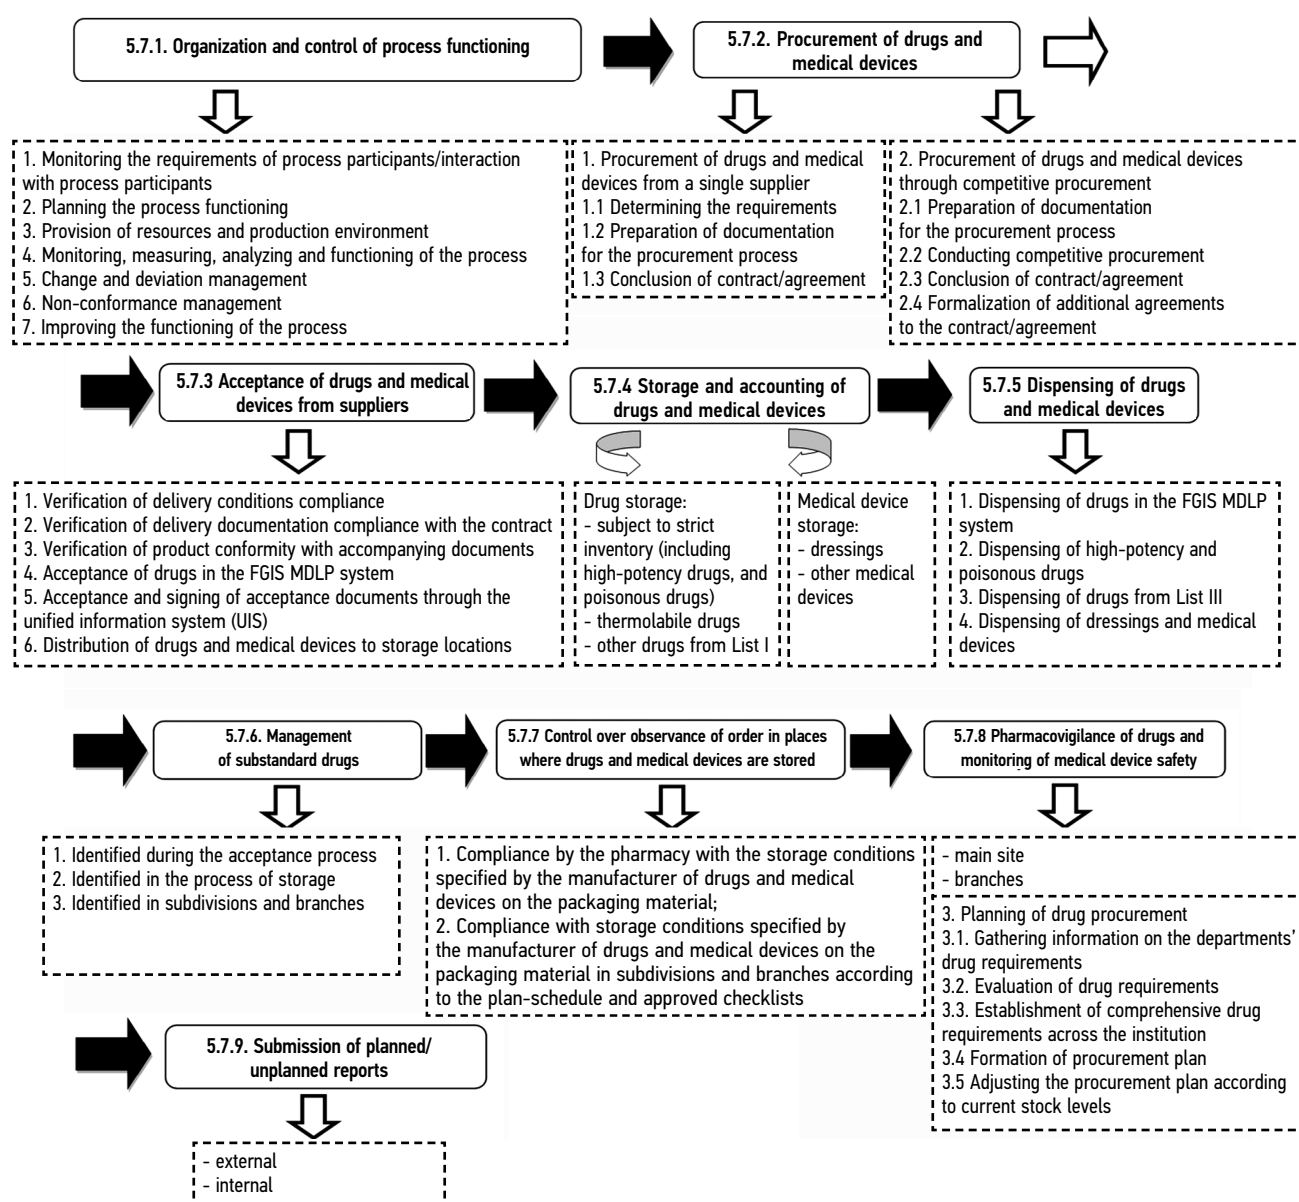 5.7.1. Organization and control of process functioning
5.7.2. Procurement of drugs and
medical devices
1. Monitoring the requirements of process participants/interaction
with process participants
2. Planning the process functioning
3. Provision of resources and production environment
4. Monitoring, measuring, analyzing and functioning of the process
5. Change and deviation management
6. Non-conformance management
7. Improving the functioning of the process
1. Procurement of drugs and medical
devices from a single supplier
1.1 Determining the requirements
1.2 Preparation of documentation
for the procurement process
1.3 Conclusion of contract/agreement
2. Procurement of drugs and medical devices
through competitive procurement
2.1 Preparation of documentation
for the procurement process
2.2 Conducting competitive procurement
2.3 Conclusion of contract/agreement
2.4 Formalization of additional agreements
to the contract/agreement
5.7.3 Acceptance of drugs and medical
devices from suppliers
5.7.4 Storage and accounting of
drugs and medical devices
5.7.5 Dispensing of drugs
and medical devices
1. Verification of delivery conditions compliance
2. Verification of delivery documentation compliance with the contract
3. Verification of product conformity with accompanying documents
4. Acceptance of drugs in the FGIS MDLP system
5. Acceptance and signing of acceptance documents through the
unified information system (UIS)
6. Distribution of drugs and medical devices to storage locations
Drug storage:
- subject to strict
inventory (including
high-potency drugs, and
poisonous drugs)
- thermolabile drugs
- other drugs from List I
Medical device
storage:
- dressings
- other medical
devices
1. Dispensing of drugs in the FGIS MDLP
system
2. Dispensing of high-potency and
poisonous drugs
3. Dispensing of drugs from List III
4. Dispensing of dressings and medical
devices
5.7.6. Management
of substandard drugs
5.7.7 Control over observance of order in places
where drugs and medical devices are stored
5.7.8 Pharmacovigilance of drugs and
monitoring of medical device safety
1. Identified during the acceptance process
2. Identified in the process of storage
3. Identified in subdivisions and branches
1. Compliance by the pharmacy with the storage conditions
specified by the manufacturer of drugs and medical
devices on the packaging material;
2. Compliance with storage conditions specified by
the manufacturer of drugs and medical devices on the
packaging material in subdivisions and branches according
to the plan-schedule and approved checklists
- main site
- branches
3. Planning of drug procurement
3.1. Gathering information on the departments’
drug requirements
3.2. Evaluation of drug requirements
3.3. Establishment of comprehensive drug
requirements across the institution
3.4 Formation of procurement plan
3.5 Adjusting the procurement plan according
to current stock levels
5.7.9. Submission of planned/
unplanned reports
- external
- internal